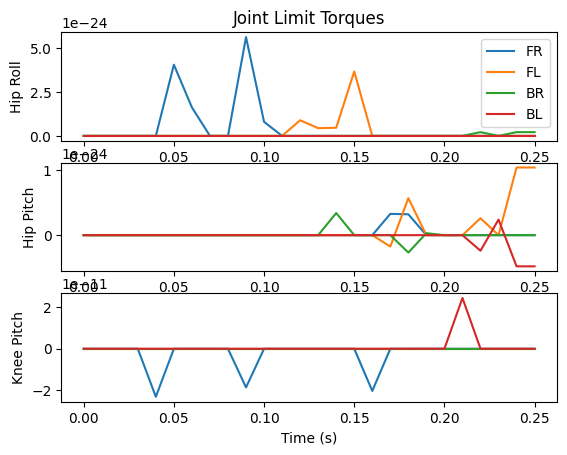 Joint Limit Torques
1e−24
Hip Roll
5.0
2.5
0.0
FR
FL
BR
BL
0.00 0.05 0.10 0.15 0.20 0.25
1e−24
Hip Pitch
1
0
0.00 0.05 0.10 0.15 0.20 0.25
1e−11
Knee Pitch
2
0
−2
0.00 0.05 0.10 0.15 0.20 0.25
Time (s)